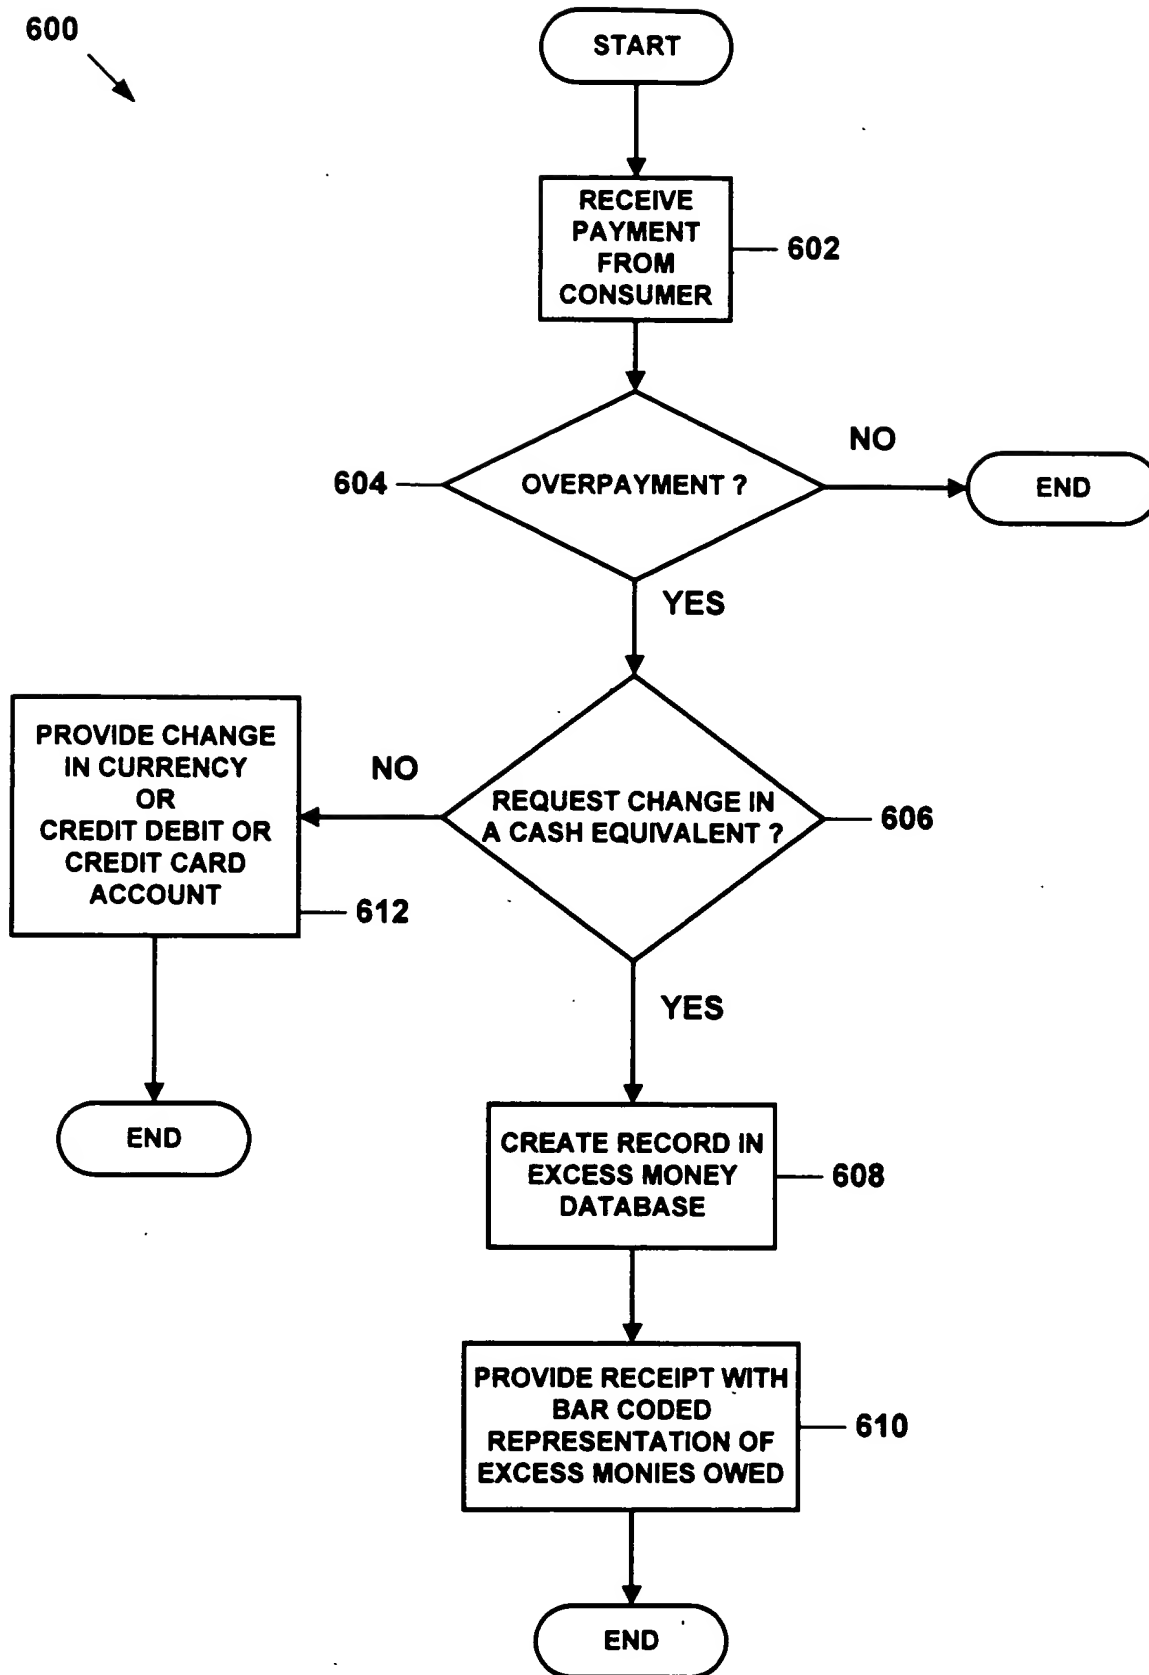 600
START
RECEIVE
PAYMENT
FROM
CONSUMER
602
604
OVERPAYMENT ?
NO
END
YES
PROVIDE CHANGE
IN CURRENCY
OR
CREDIT DEBIT OR
CREDIT CARD
ACCOUNT
612
NO
REQUEST CHANGE IN
A CASH EQUIVALENT ?
606
YES
END
CREATE RECORD IN
EXCESS MONEY
DATABASE
608
PROVIDE RECEIPT WITH
BAR CODED
REPRESENTATION OF
EXCESS MONIES OWED
610
END